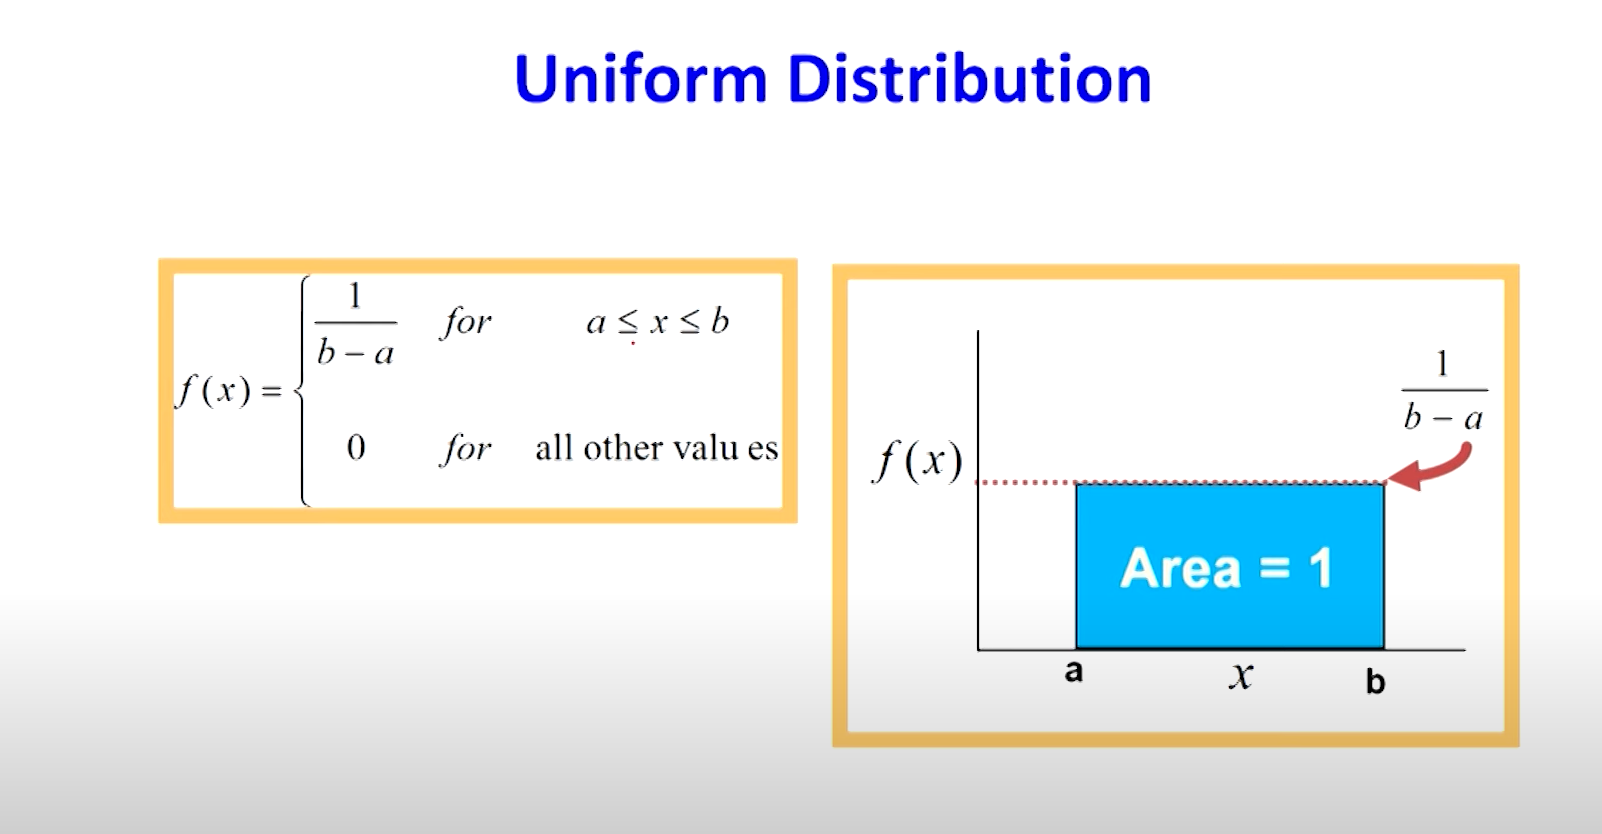 Uniform Distribution
f(x) = { 1/(b − a) for a ≤ x ≤ b
0 for all other valu es
1/(b − a)
f(x)
Area = 1
a x b